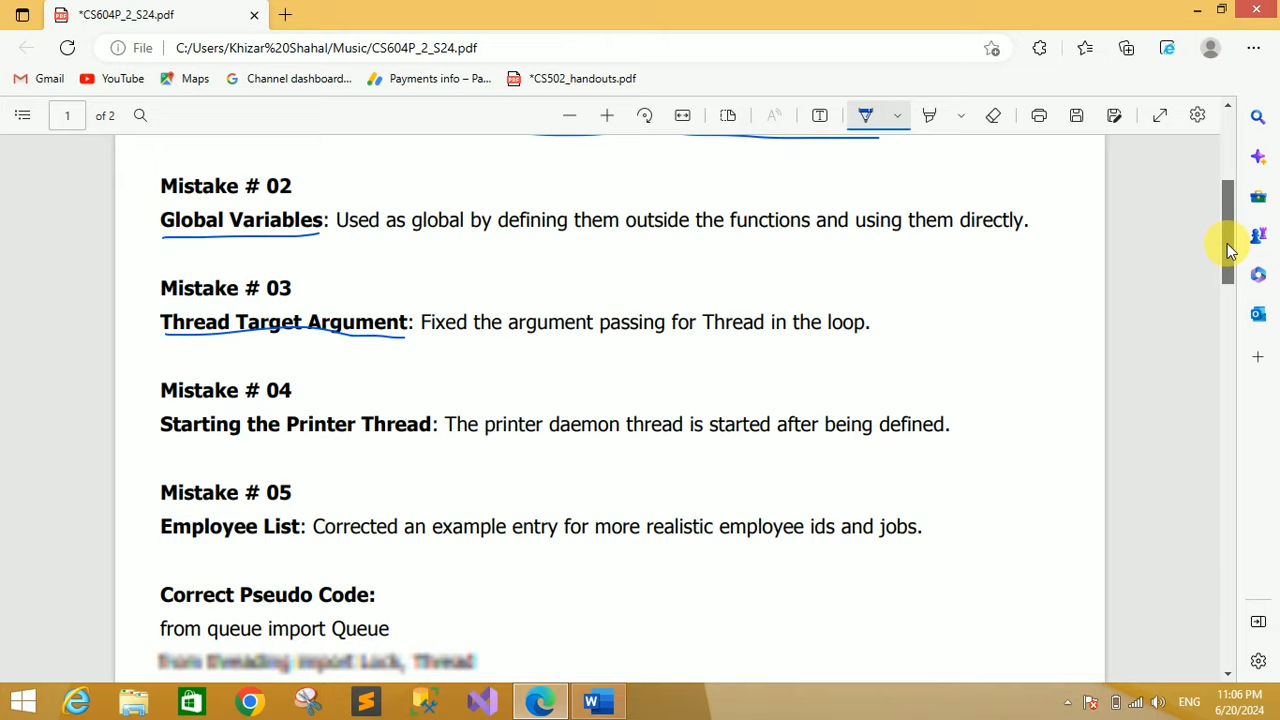 *CS604P_2_S24.pdf
File C:/Users/Khizar%20Shahal/Music/CS604P_2_S24.pdf
Gmail YouTube Maps Channel dashboard... Payments info – Pa... *CS502_handouts.pdf
1 of 2
Mistake # 02
Global Variables: Used as global by defining them outside the functions and using them directly.
Mistake # 03
Thread Target Argument: Fixed the argument passing for Thread in the loop.
Mistake # 04
Starting the Printer Thread: The printer daemon thread is started after being defined.
Mistake # 05
Employee List: Corrected an example entry for more realistic employee ids and jobs.
Correct Pseudo Code:
from queue import Queue
from threading import Lock, Thread
ENG
11:06 PM
6/20/2024